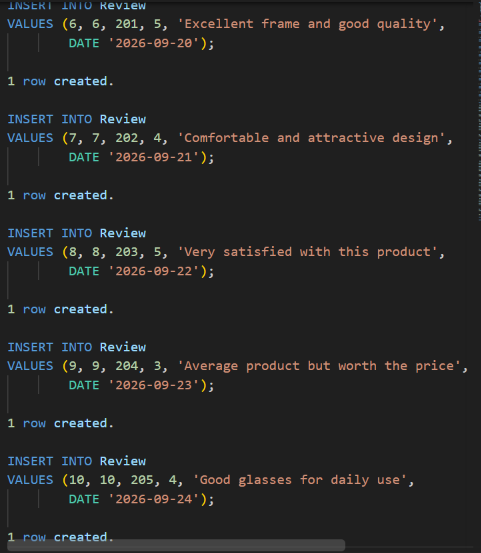 INSERT INTO Review
VALUES (6, 6, 201, 5, 'Excellent frame and good quality',
DATE '2026-09-20');
1 row created.
INSERT INTO Review
VALUES (7, 7, 202, 4, 'Comfortable and attractive design',
DATE '2026-09-21');
1 row created.
INSERT INTO Review
VALUES (8, 8, 203, 5, 'Very satisfied with this product',
DATE '2026-09-22');
1 row created.
INSERT INTO Review
VALUES (9, 9, 204, 3, 'Average product but worth the price',
DATE '2026-09-23');
1 row created.
INSERT INTO Review
VALUES (10, 10, 205, 4, 'Good glasses for daily use',
DATE '2026-09-24');
1 row created.